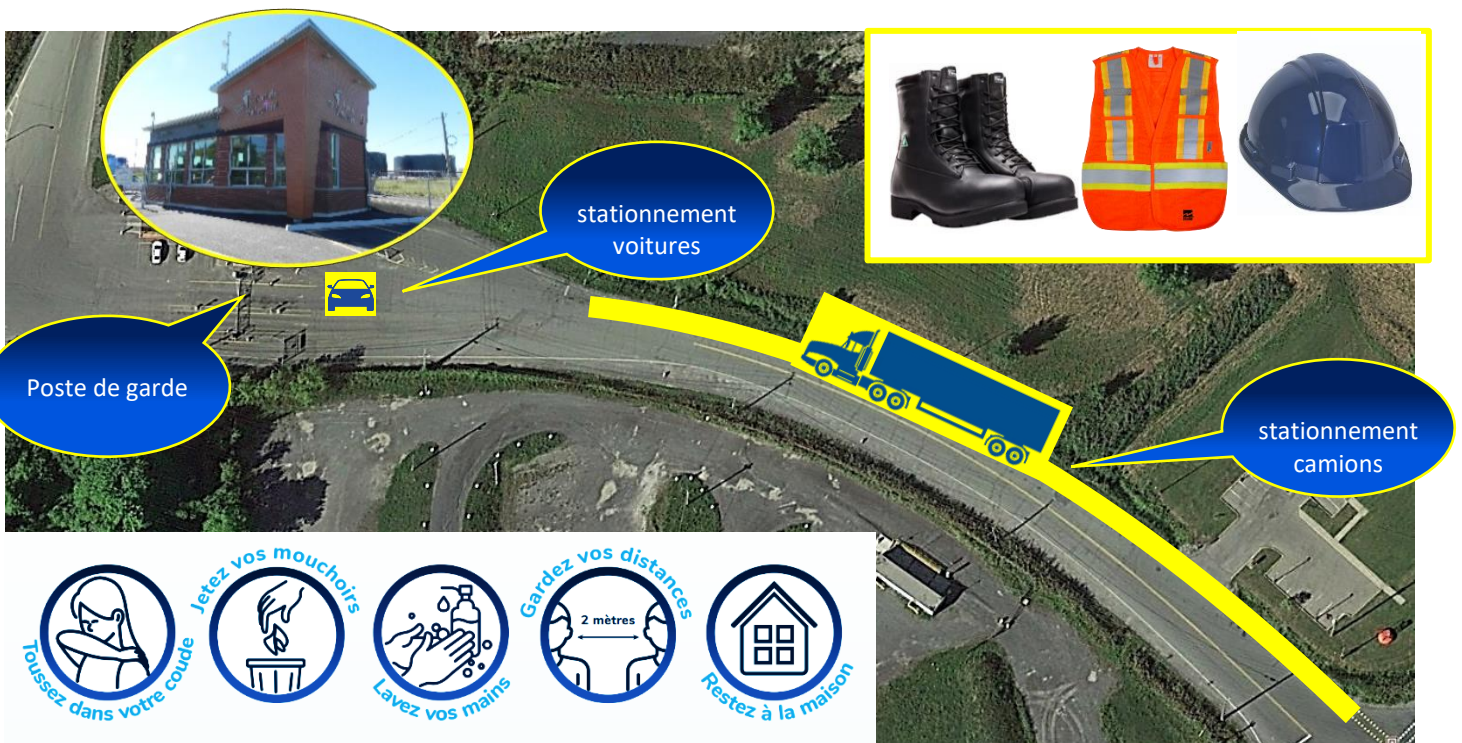 stationnement
voitures
Poste de garde
stationnement
camions
Toussez dans votre coude
Jetez vos mouchoirs
Lavez vos mains
Gardez vos distances
2 mètres
Restez à la maison